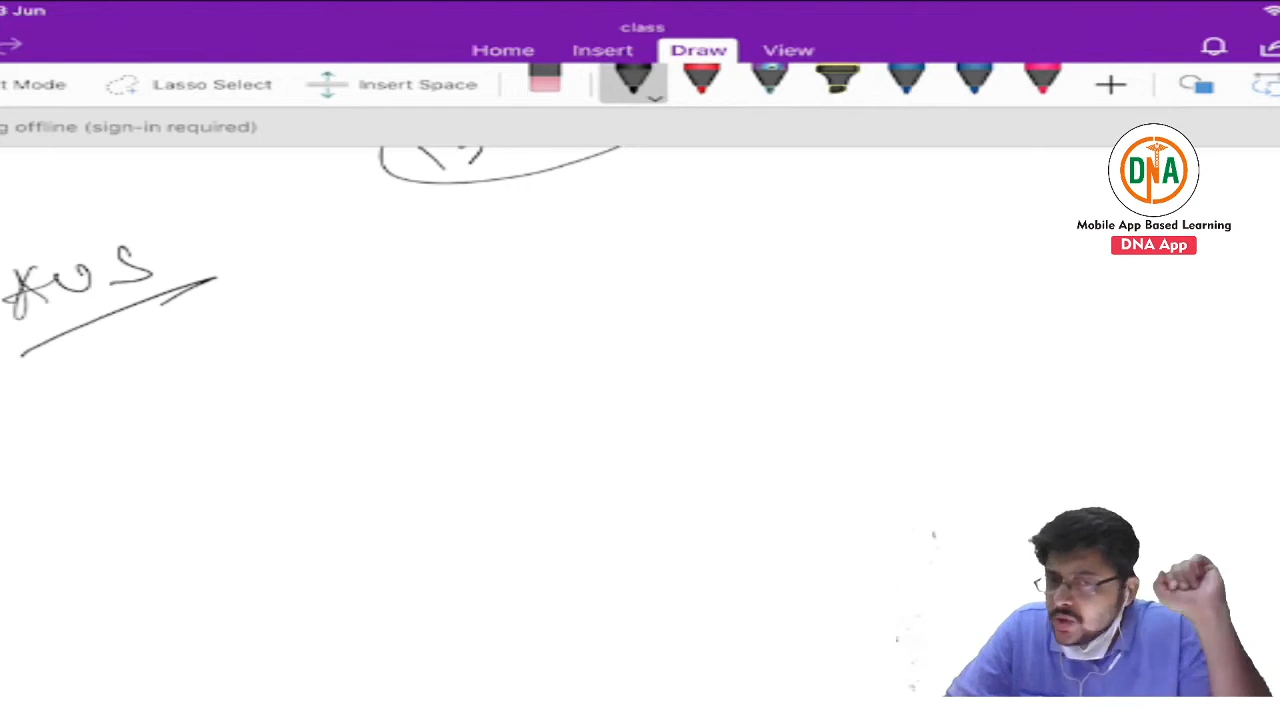 3 Jun
class
Home Insert Draw View
rt Mode Lasso Select Insert Space
g offline (sign-in required)
DNA
Mobile App Based Learning
DNA App